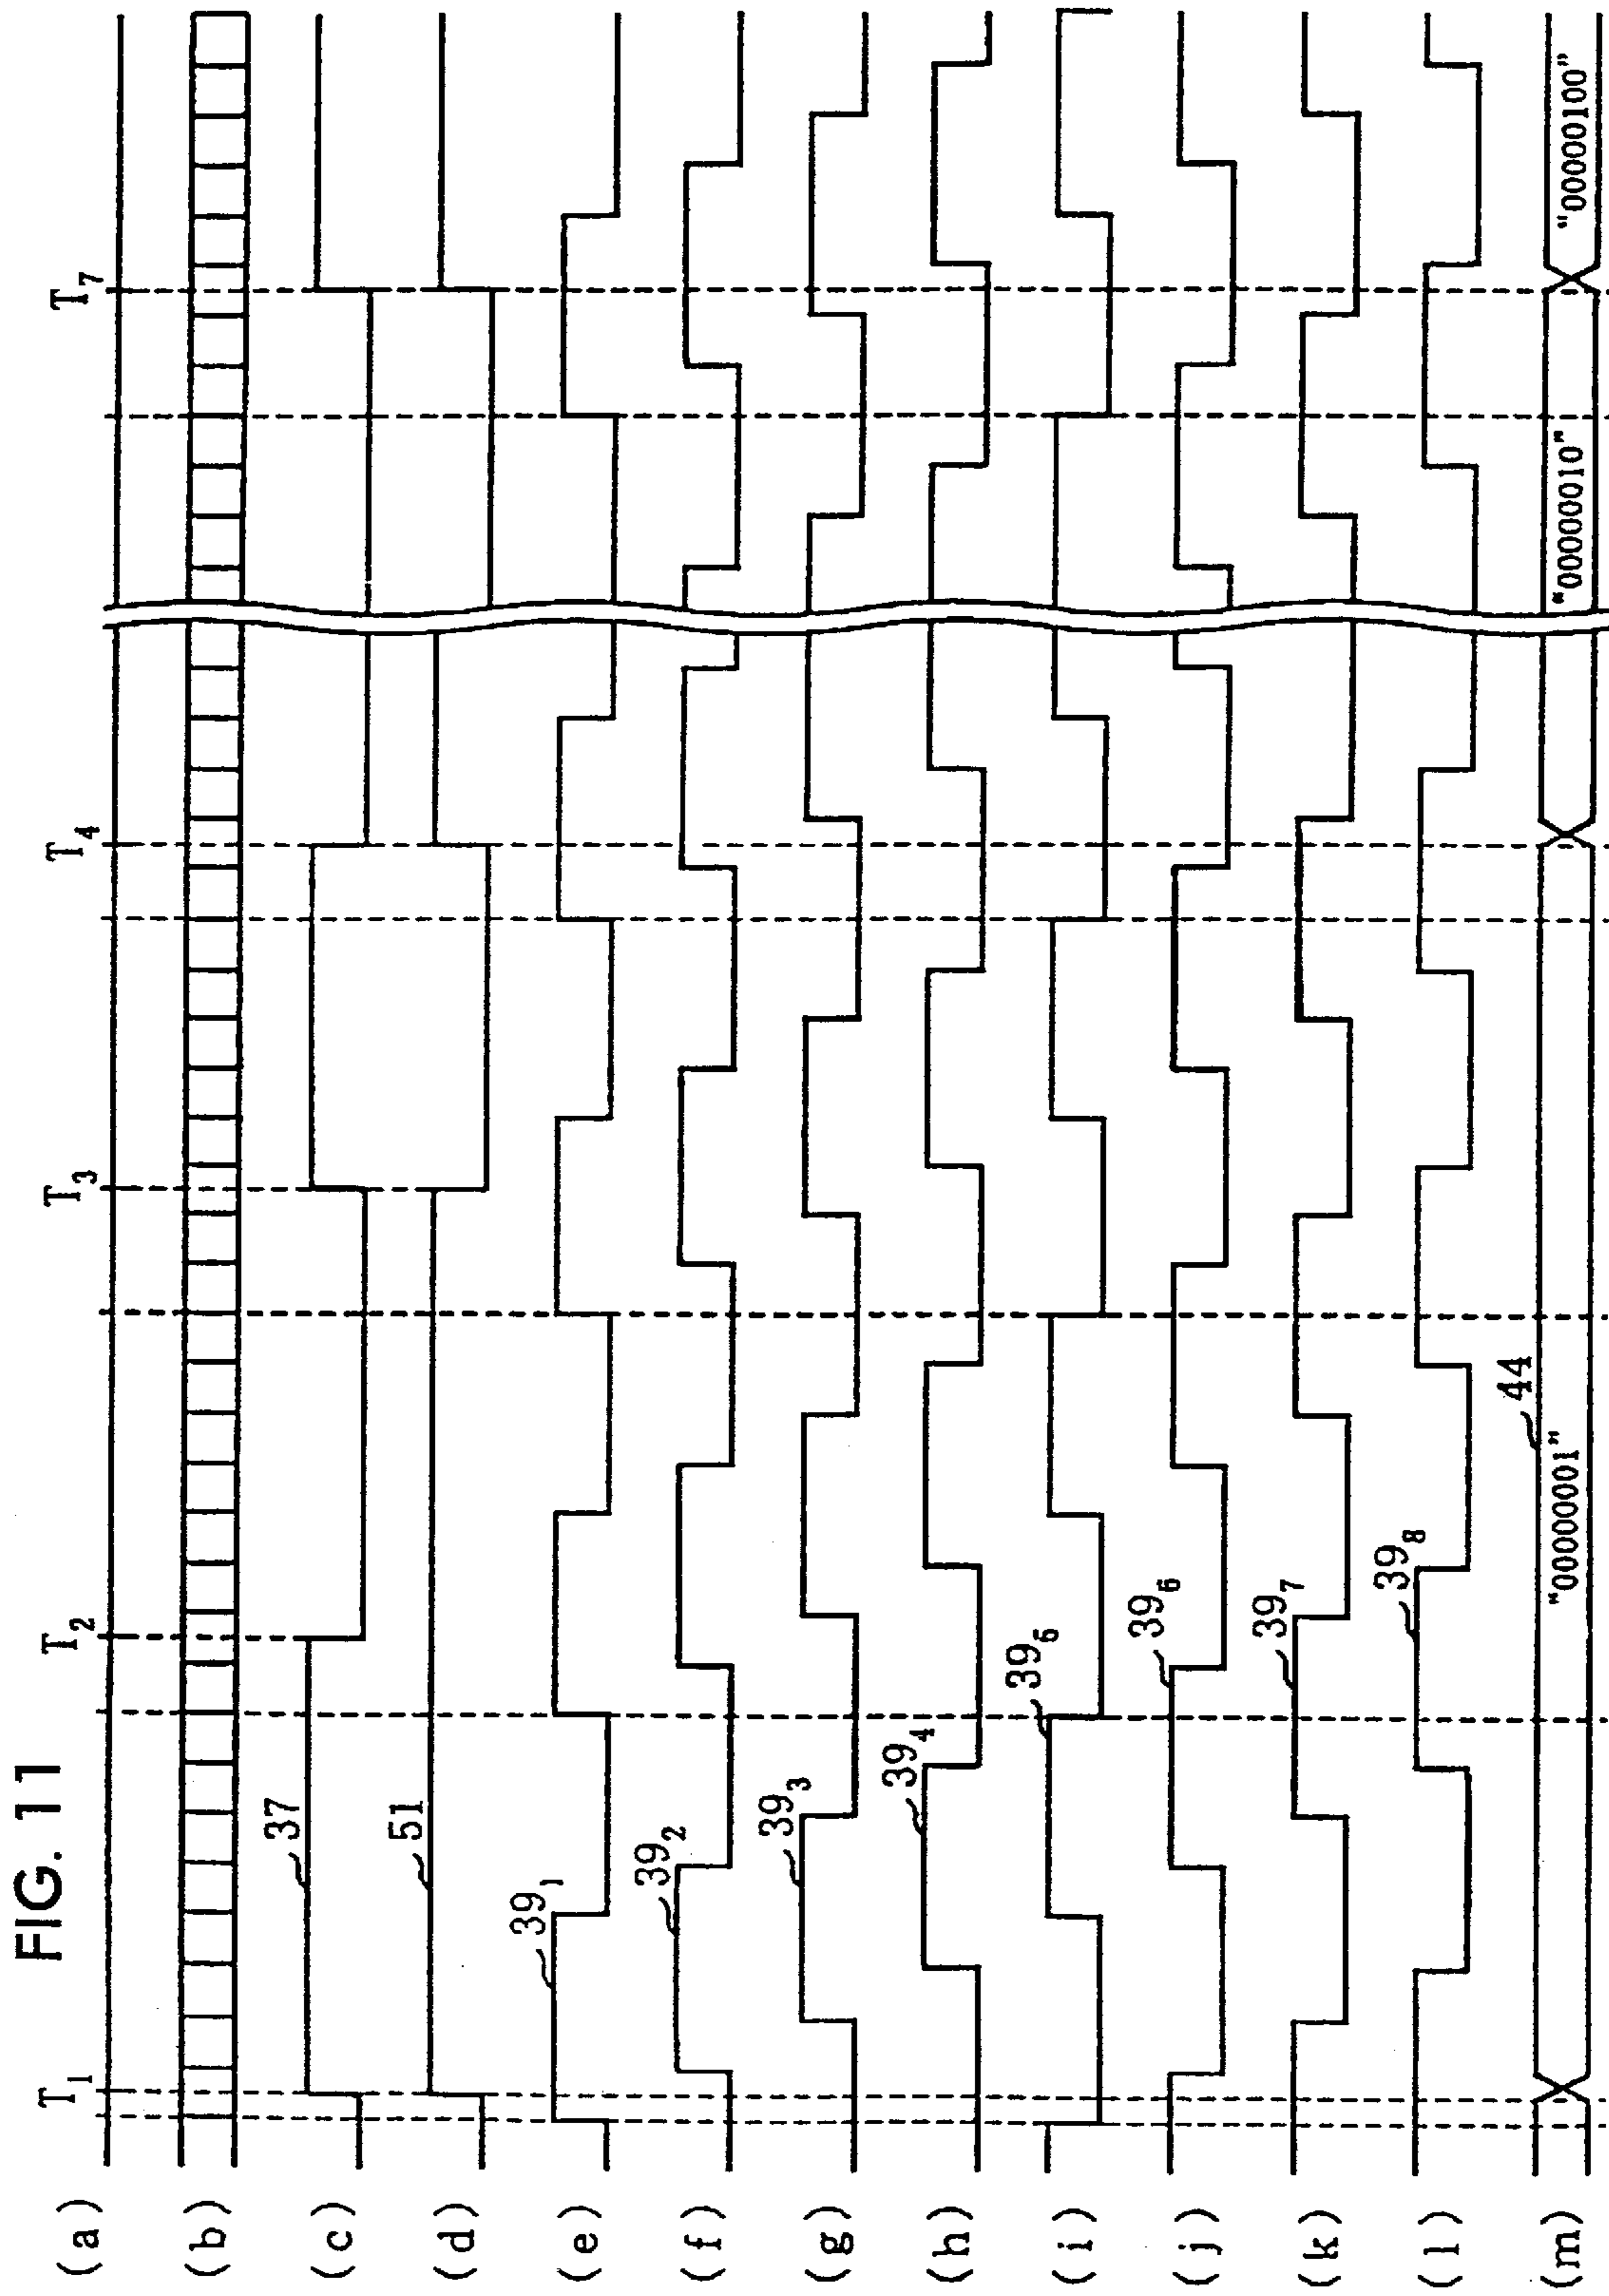 FIG. 11
T1 T2 T3 T4 T7
(a)
(b)
(c) 37
(d) 51
(e) 39₁
(f) 39₂
(g) 39₃
(h) 39₄
(i) 39₅
(j) 39₆
(k) 39₇
(l) 39₈
(m) "00000001" 44 "00000010" "00000100"